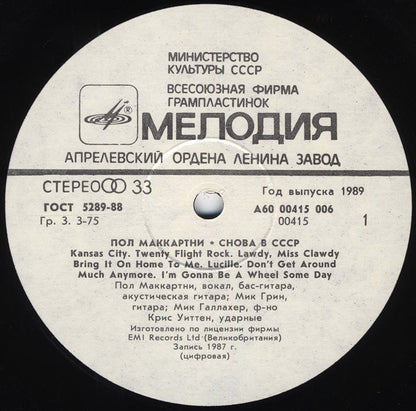 МИНИСТЕРСТВО
КУЛЬТУРЫ СССР
ВСЕСОЮЗНАЯ ФИРМА
ГРАМПЛАСТИНОК
® МЕЛОДИЯ
АПРЕЛЕВСКИЙ ОРДЕНА ЛЕНИНА ЗАВОД
СТЕРЕО 33
Год выпуска 1989
ГОСТ 5289-88
А60 00415 006
Гр. 3. 3-75
00415
1
ПОЛ МАККАРТНИ • СНОВА В СССР
Kansas City. Twenty Flight Rock. Lawdy, Miss Clawdy
Bring It On Home To Me. Lucille. Don't Get Around
Much Anymore. I'm Gonna Be A Wheel Some Day
Пол Маккартни, вокал, бас-гитара,
акустическая гитара; Мик Грин,
гитара; Мик Галлахер, ф-но
Крис Уиттен, ударные
Изготовлено по лицензии фирмы
EMI Records Ltd (Великобритания)
Запись 1987 г.
(цифровая)